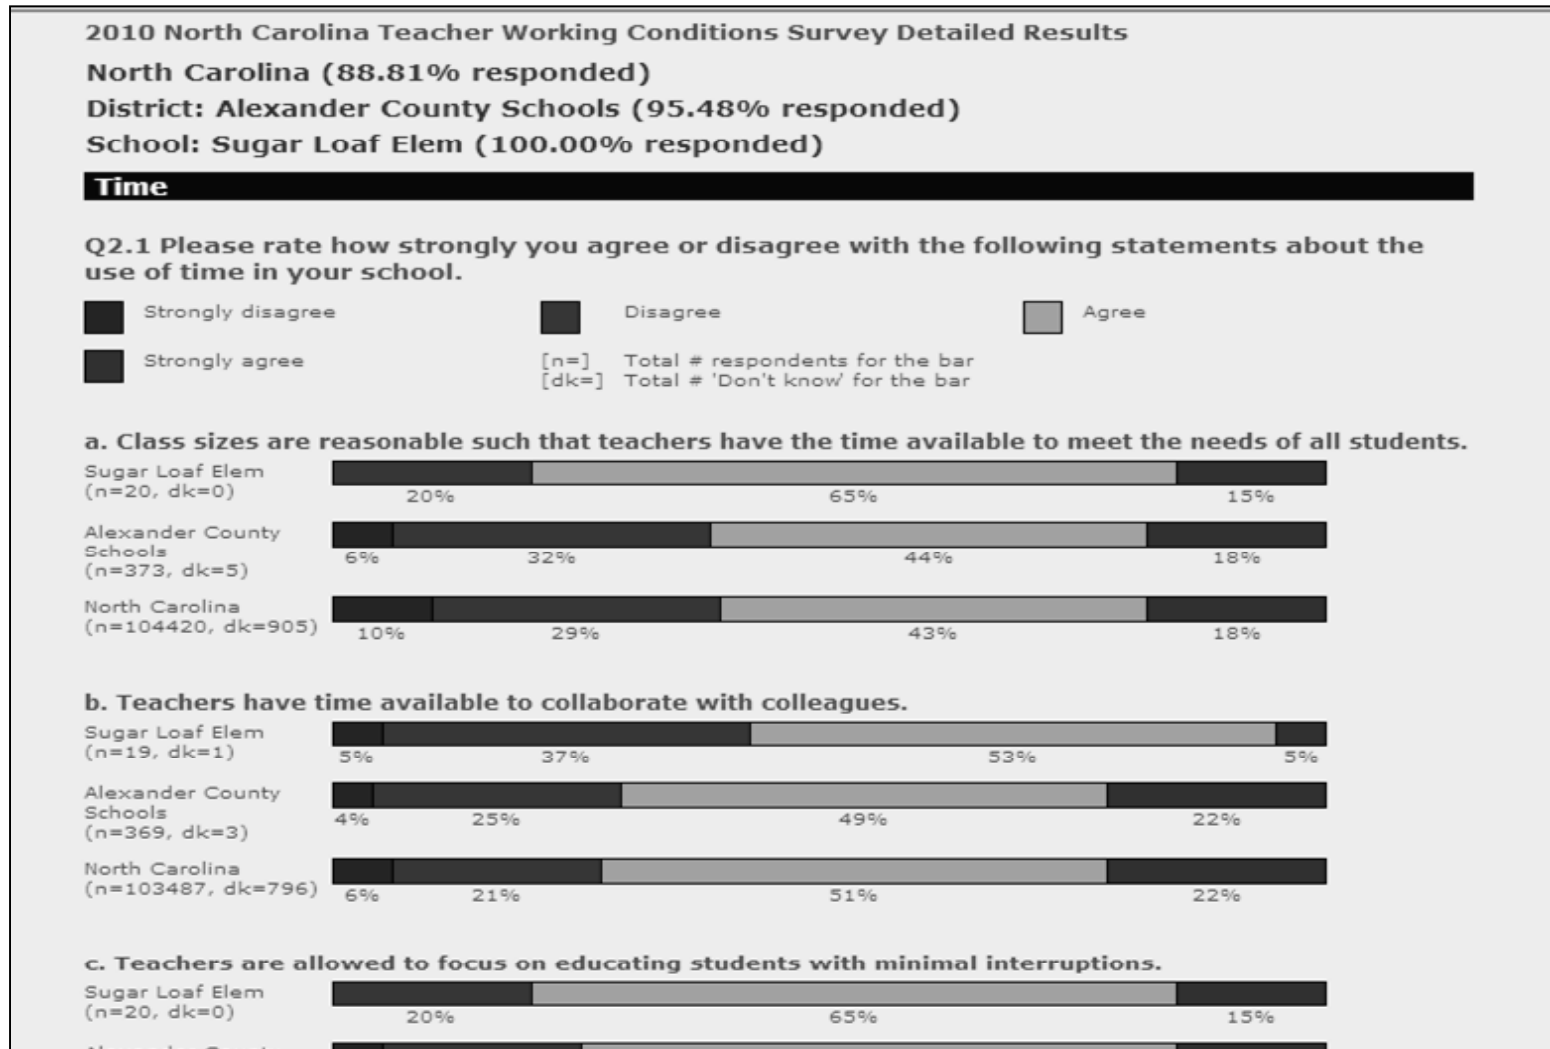 2010 North Carolina Teacher Working Conditions Survey Detailed Results
North Carolina (88.81% responded)
District: Alexander County Schools (95.48% responded)
School: Sugar Loaf Elem (100.00% responded)
Time
Q2.1 Please rate how strongly you agree or disagree with the following statements about the
use of time in your school.
Strongly disagree Disagree Agree
Strongly agree [n=] Total # respondents for the bar
[dk=] Total # 'Don't know' for the bar
a. Class sizes are reasonable such that teachers have the time available to meet the needs of all students.
Sugar Loaf Elem
(n=20, dk=0)
20% 65% 15%
Alexander County
Schools
(n=373, dk=5)
6% 32% 44% 18%
North Carolina
(n=104420, dk=905)
10% 29% 43% 18%
b. Teachers have time available to collaborate with colleagues.
Sugar Loaf Elem
(n=19, dk=1)
5% 37% 53% 5%
Alexander County
Schools
(n=369, dk=3)
4% 25% 49% 22%
North Carolina
(n=103487, dk=796)
6% 21% 51% 22%
c. Teachers are allowed to focus on educating students with minimal interruptions.
Sugar Loaf Elem
(n=20, dk=0)
20% 65% 15%